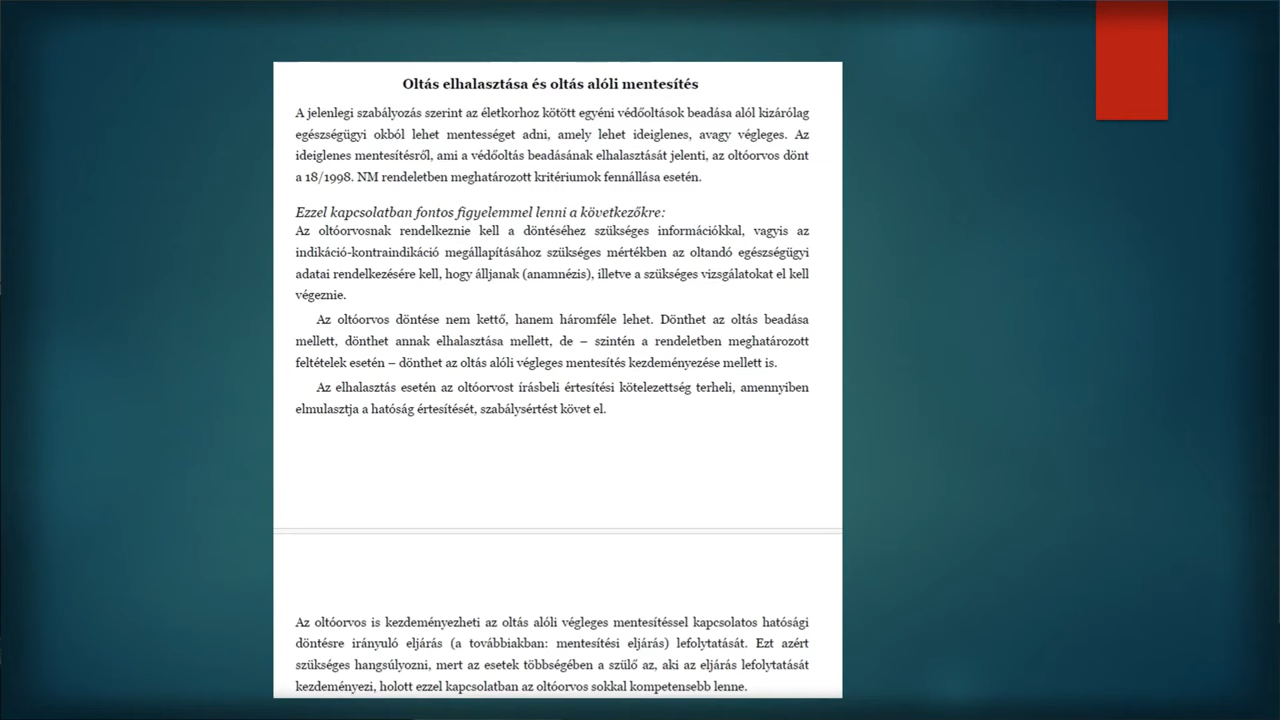 Oltás elhalasztása és oltás alóli mentesítés
A jelenlegi szabályozás szerint az életkorhoz kötött egyéni védőoltások beadása alól kizárólag
egészségügyi okból lehet mentességet adni, amely lehet ideiglenes, avagy végleges. Az
ideiglenes mentesítésről, ami a védőoltás beadásának elhalasztását jelenti, az oltóorvos dönt
a 18/1998. NM rendeletben meghatározott kritériumok fennállása esetén.
Ezzel kapcsolatban fontos figyelemmel lenni a következőkre:
Az oltóorvosnak rendelkeznie kell a döntéséhez szükséges információkkal, vagyis az
indikáció-kontraindikáció megállapításához szükséges mértékben az oltandó egészségügyi
adatai rendelkezésére kell, hogy álljanak (anamnézis), illetve a szükséges vizsgálatokat el kell
végeznie.
Az oltóorvos döntése nem kettő, hanem háromféle lehet. Dönthet az oltás beadása
mellett, dönthet annak elhalasztása mellett, de – szintén a rendeletben meghatározott
feltételek esetén – dönthet az oltás alóli végleges mentesítés kezdeményezése mellett is.
Az elhalasztás esetén az oltóorvost írásbeli értesítési kötelezettség terheli, amennyiben
elmulasztja a hatóság értesítését, szabálysértést követ el.
Az oltóorvos is kezdeményezheti az oltás alóli végleges mentesítéssel kapcsolatos hatósági
döntésre irányuló eljárás (a továbbiakban: mentesítési eljárás) lefolytatását. Ezt azért
szükséges hangsúlyozni, mert az esetek többségében a szülő az, aki az eljárás lefolytatását
kezdeményezi, holott ezzel kapcsolatban az oltóorvos sokkal kompetensebb lenne.